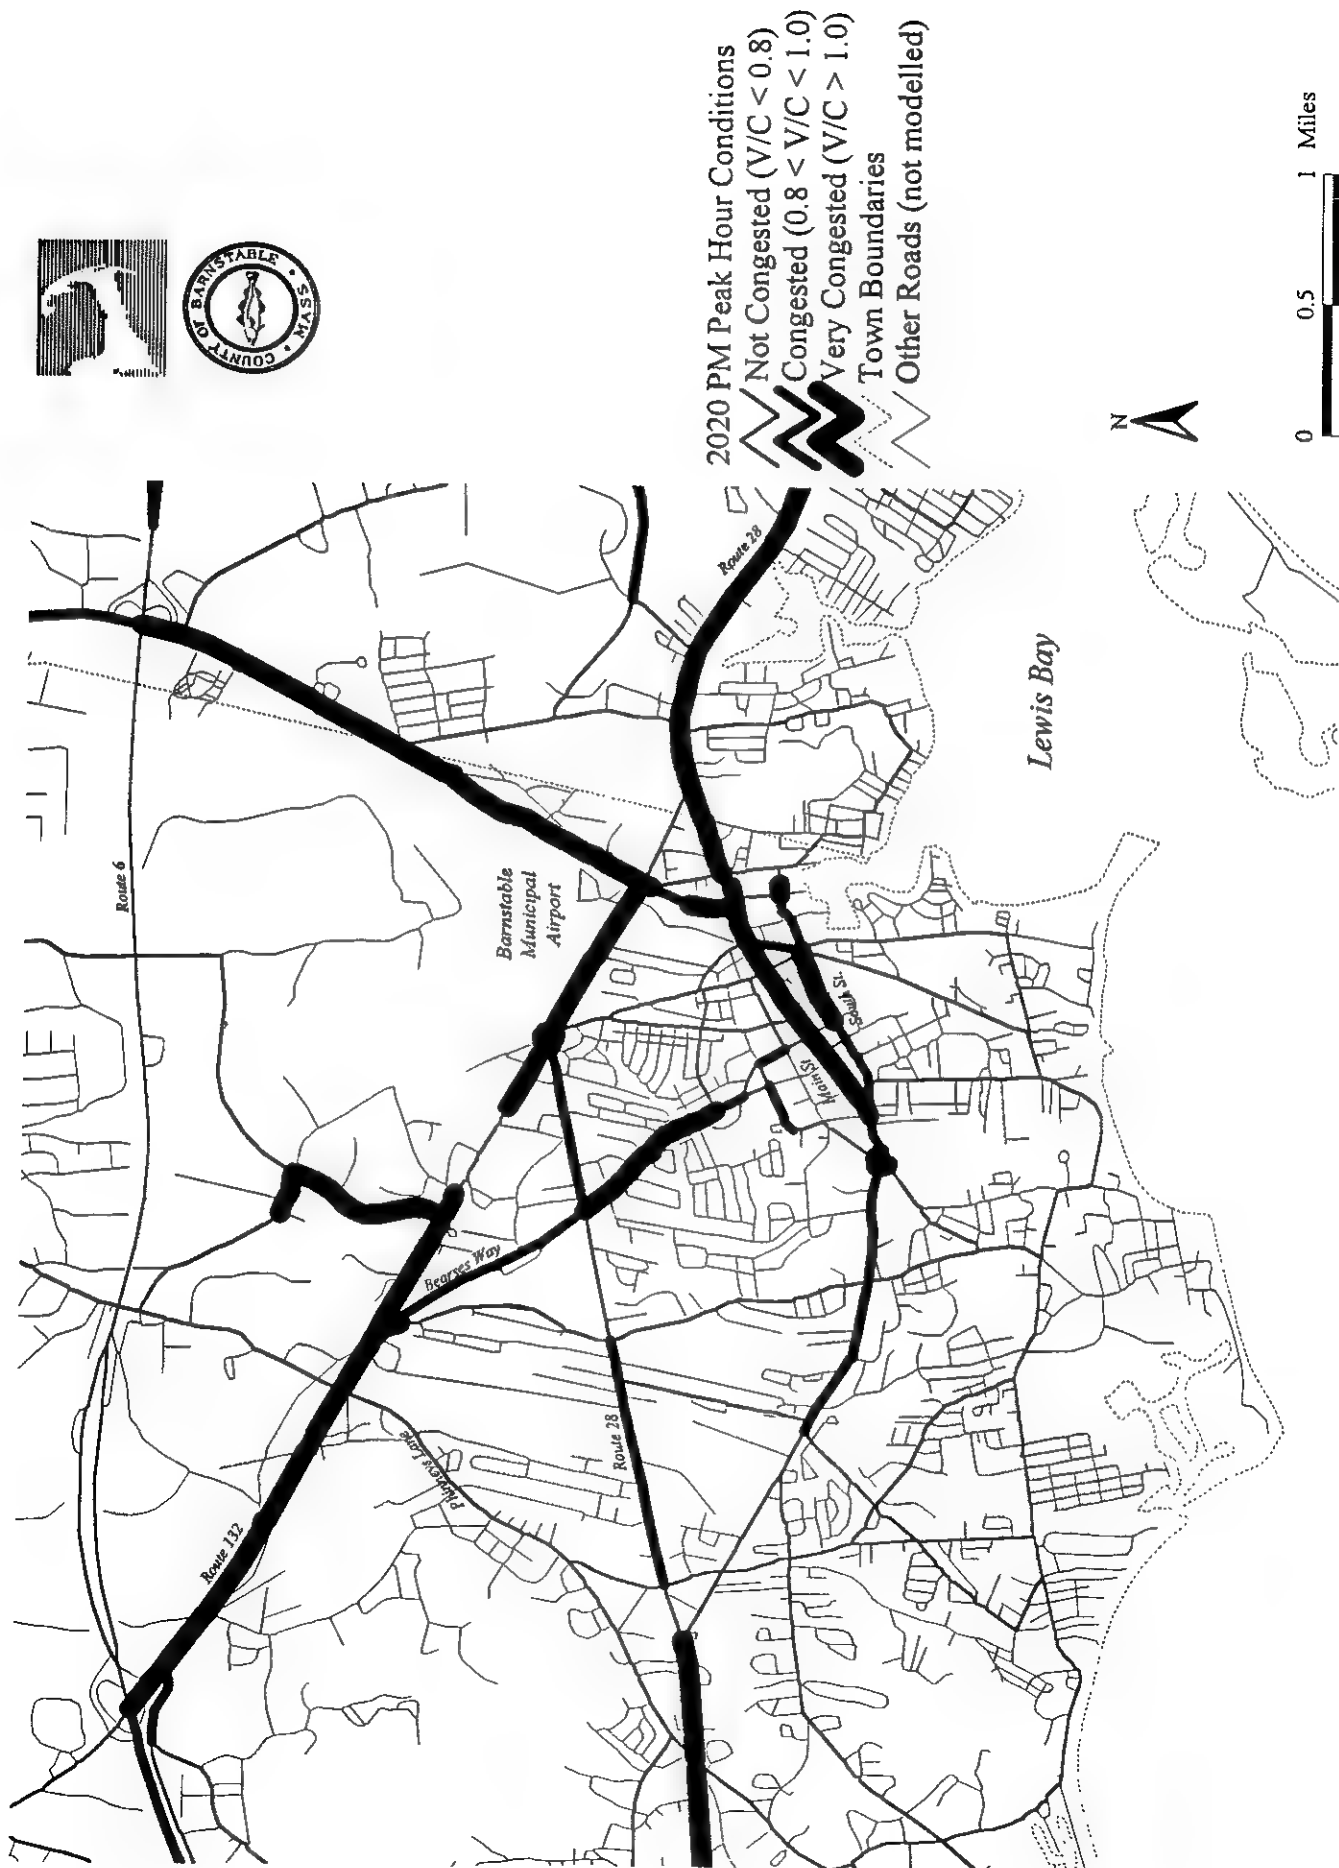 COUNTY OF BARNSTABLE • MASS •
2020 PM Peak Hour Conditions
Not Congested (V/C < 0.8)
Congested (0.8 < V/C < 1.0)
Very Congested (V/C > 1.0)
Town Boundaries
Other Roads (not modelled)
N
0 0.5 1 Miles
Route 6
Route 132
Phinneys Lane
Bearses Way
Route 28
Barnstable
Municipal
Airport
Main St
South St.
Route 28
Lewis Bay